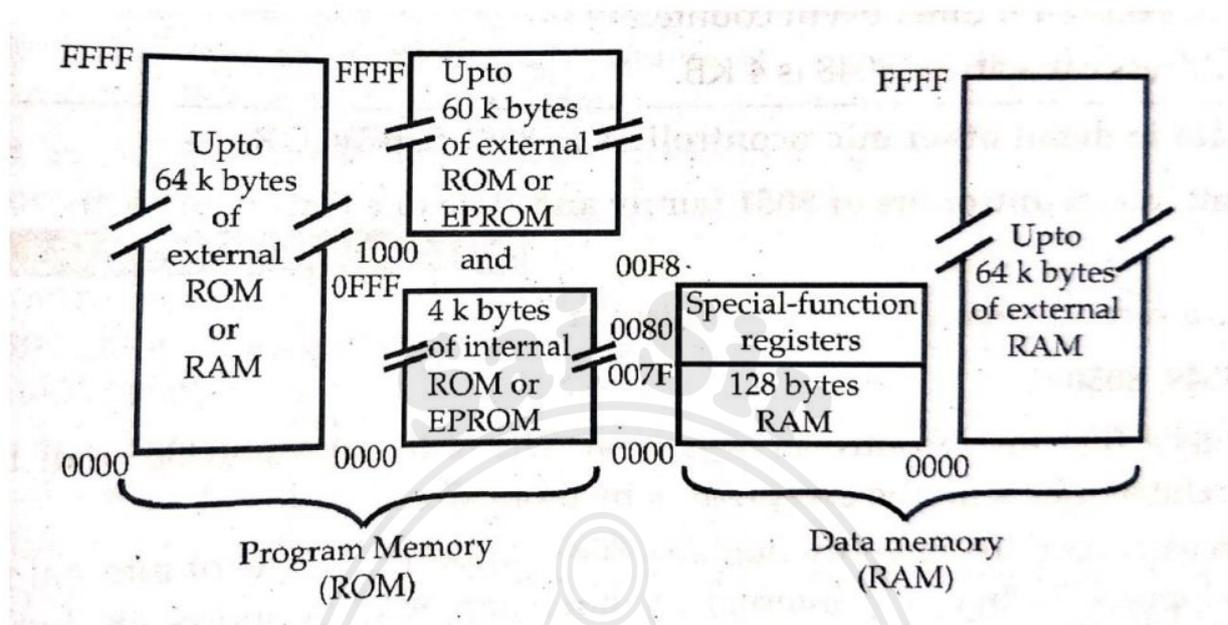 FFFF
Upto
64 k bytes
of
external
ROM
or
RAM
0000
FFFF
Upto
60 k bytes
of external
ROM or
EPROM
1000
and
0FFF
4 k bytes
of internal
ROM or
EPROM
0000
Program Memory
(ROM)
00F8
Special-function
registers
0080
007F
128 bytes
RAM
0000
FFFF
Upto
64 k bytes
of external
RAM
0000
Data memory
(RAM)